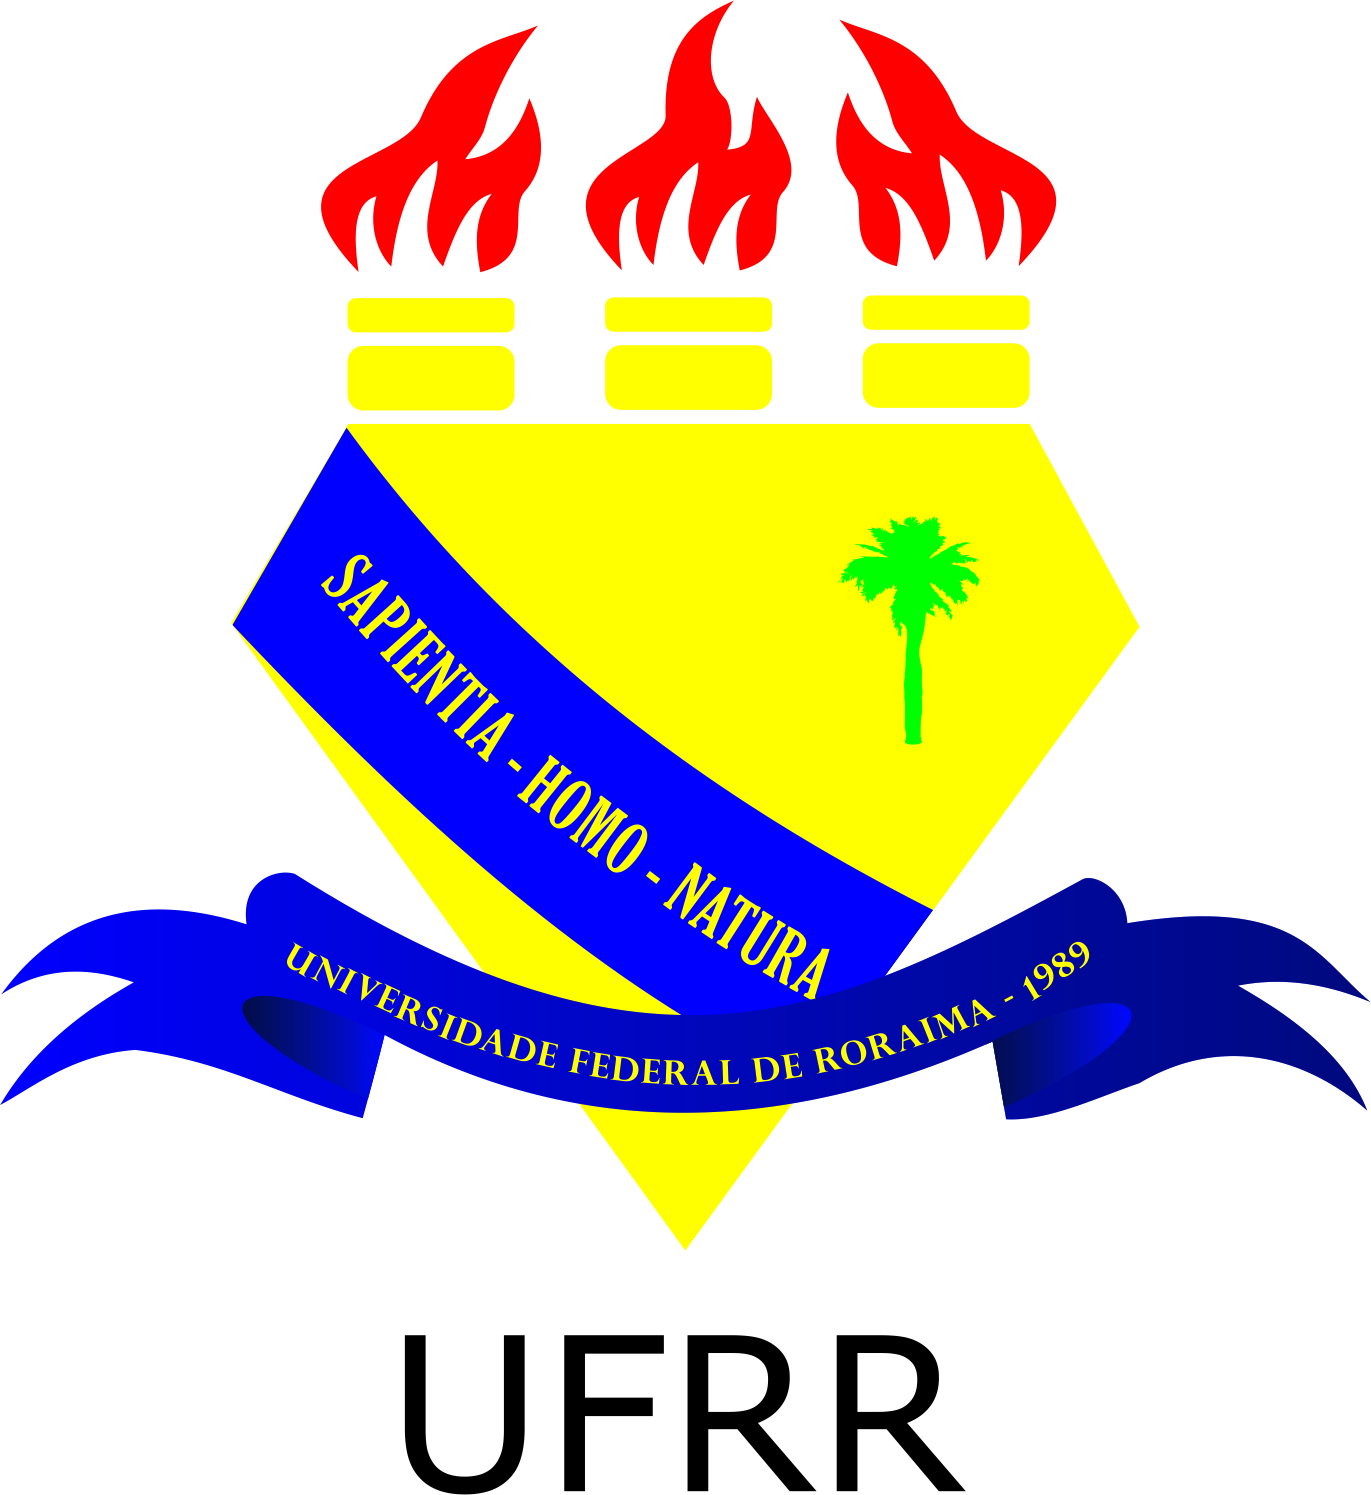 SAPIENTIA - HOMO - NATURA
UNIVERSIDADE FEDERAL DE RORAIMA - 1989
UFRR